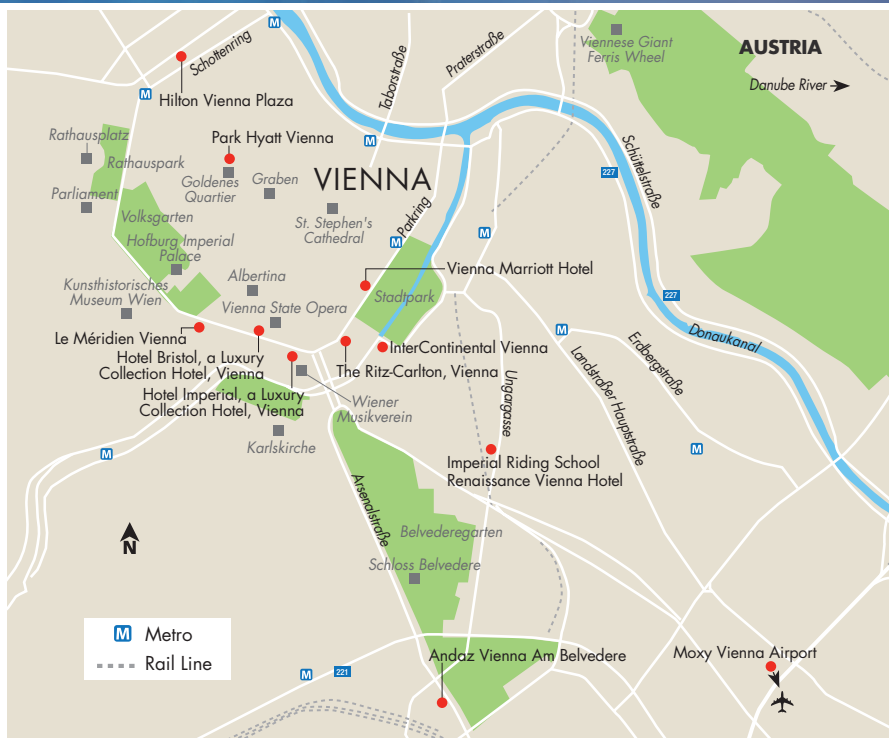 M
Schottenring
Taborstraße
Praterstraße
Viennese Giant
Ferris Wheel
AUSTRIA
Danube River
M
Hilton Vienna Plaza
M
Rathausplatz
Rathauspark
Park Hyatt Vienna
Goldenes
Quartier
Graben
VIENNA
227
Schüttelstraße
Parliament
Volksgarten
St. Stephen's
Cathedral
Parkring
M
M
Hofburg Imperial
Palace
Kunsthistorisches
Museum Wien
Albertina
Vienna State Opera
Vienna Marriott Hotel
Stadtpark
227
Donaukanal
Le Méridien Vienna
Hotel Bristol, a Luxury
Collection Hotel, Vienna
InterContinental Vienna
The Ritz-Carlton, Vienna
M
Erdbergstraße
Landstraßer Hauptstraße
Ungargasse
Hotel Imperial, a Luxury
Collection Hotel, Vienna
Wiener
Musikverein
Karlskirche
M
M
Imperial Riding School
Renaissance Vienna Hotel
Arsenalstraße
N
Belvederegarten
Schloss Belvedere
M Metro
Rail Line
M
221
Andaz Vienna Am Belvedere
Moxy Vienna Airport